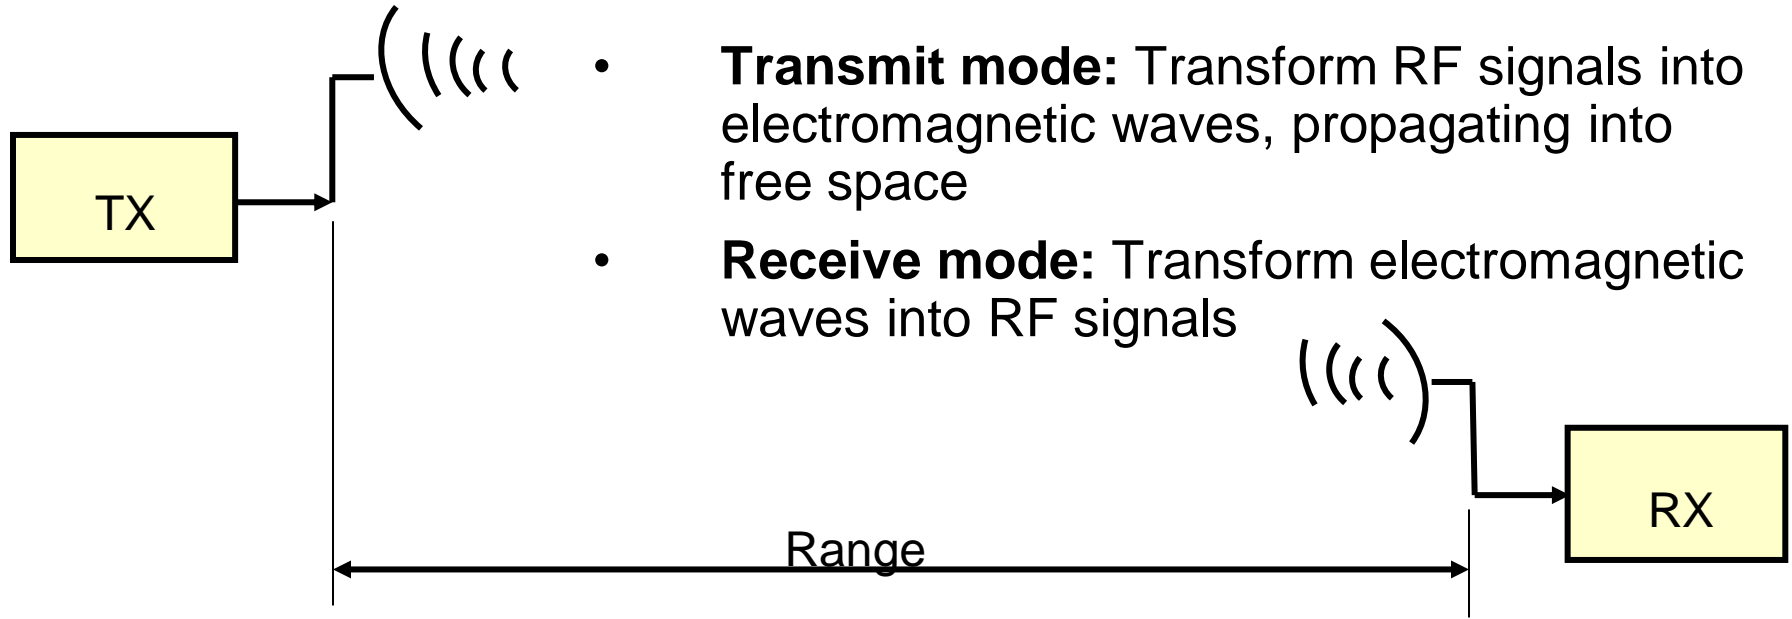 • Transmit mode: Transform RF signals into
electromagnetic waves, propagating into
free space
TX
• Receive mode: Transform electromagnetic
waves into RF signals
RX
Range